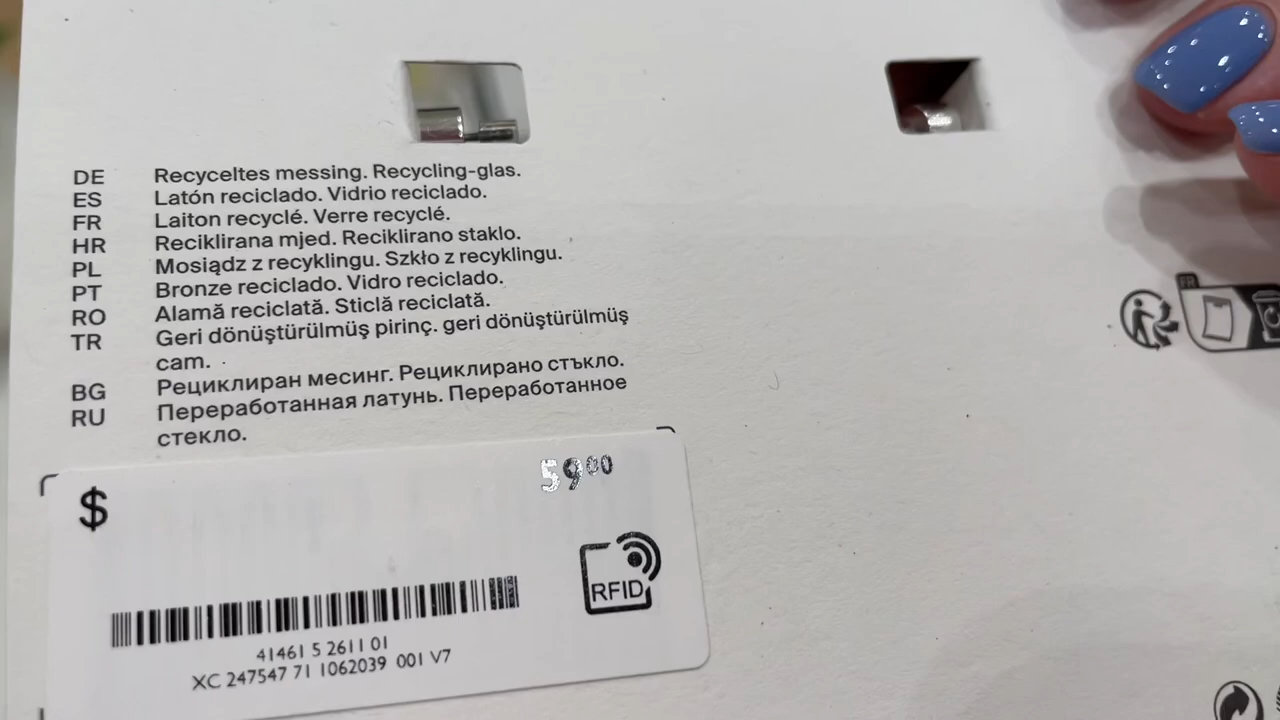 DE Recyceltes messing. Recycling-glas.
ES Latón reciclado. Vidrio reciclado.
FR Laiton recyclé. Verre recyclé.
HR Reciklirana mjed. Reciklirano staklo.
PL Mosiądz z recyklingu. Szkło z recyklingu.
PT Bronze reciclado. Vidro reciclado.
RO Alamă reciclată. Sticlă reciclată.
TR Geri dönüştürülmüş pirinç. geri dönüştürülmüş
cam.
BG Рециклиран месинг. Рециклирано стъкло.
RU Переработанная латунь. Переработанное
стекло.
FR
$ 5900
RFID
41461 5 2611 01
XC 247547 71 1062039 001 V7